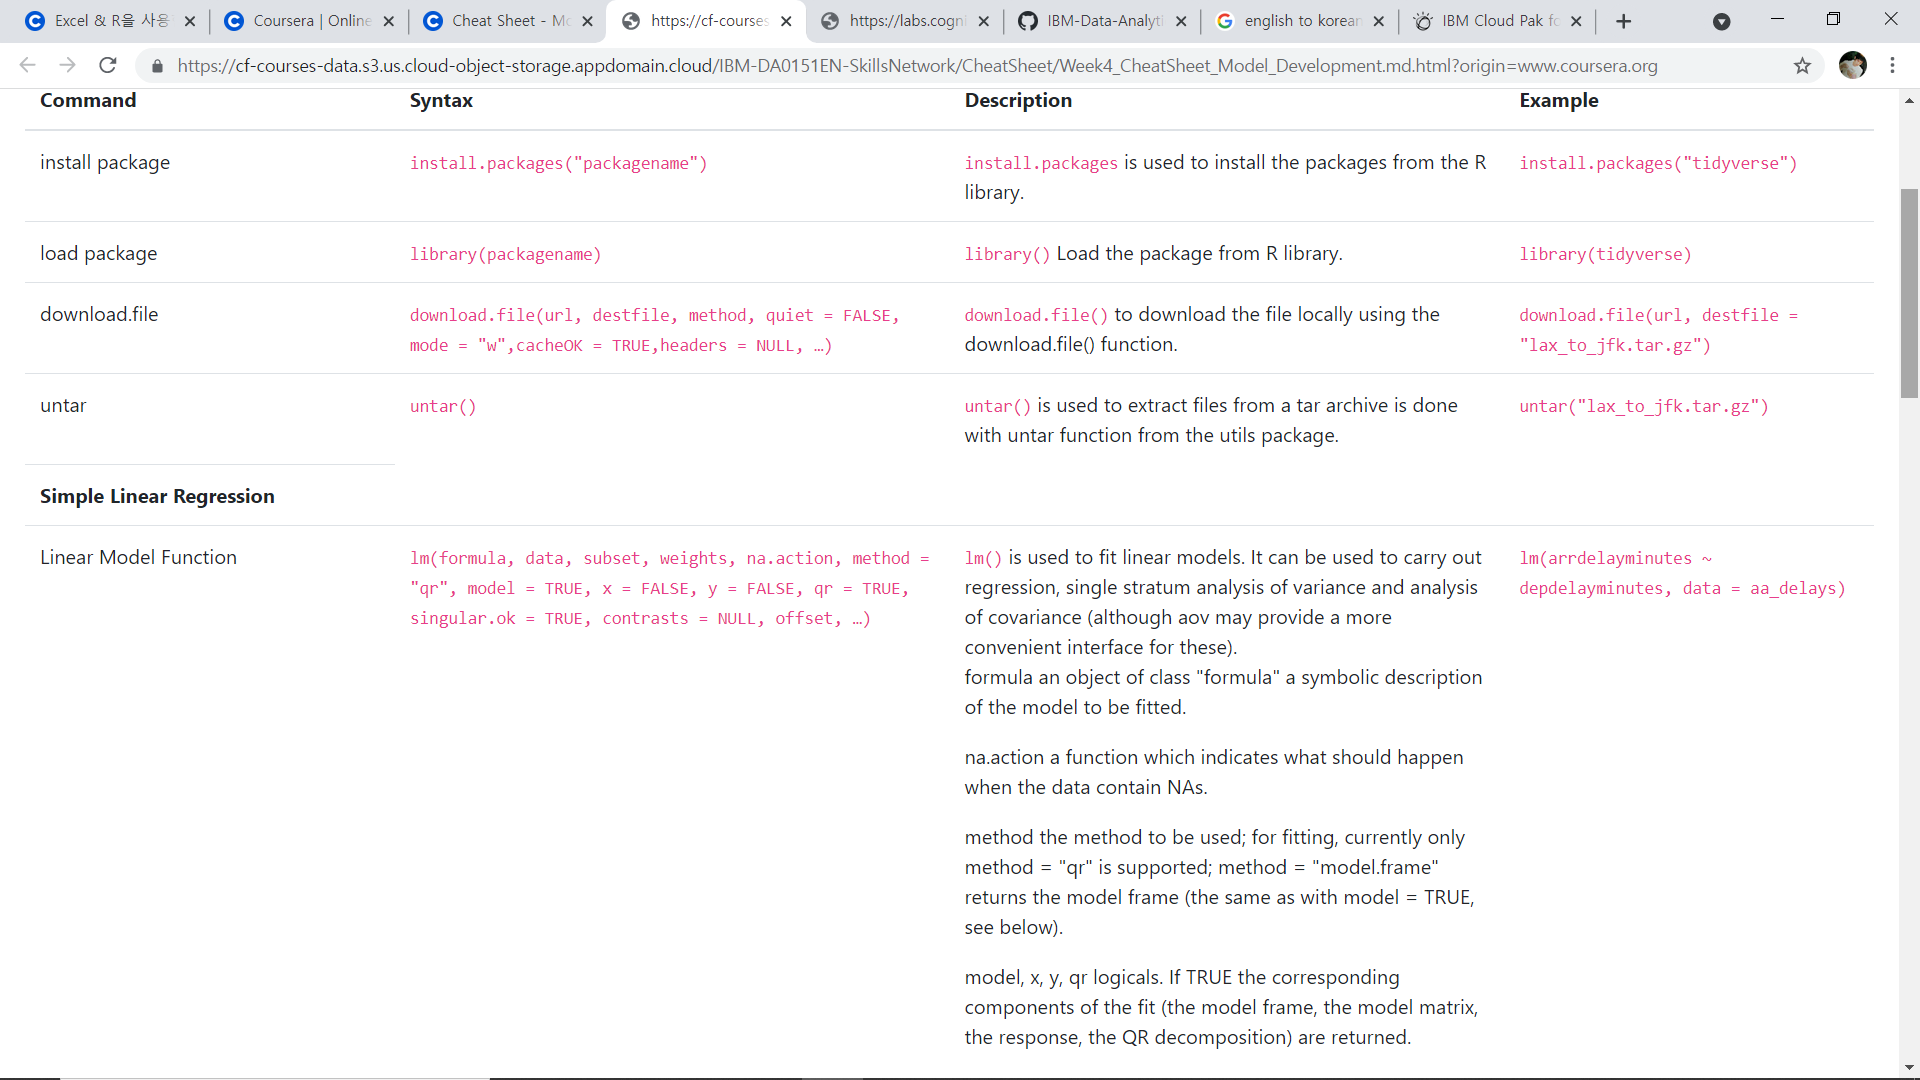 Excel & R을 사용
Coursera | Online
Cheat Sheet - Mo
https://cf-courses
https://labs.cogni
IBM-Data-Analyti
english to korean
IBM Cloud Pak fo
https://cf-courses-data.s3.us.cloud-object-storage.appdomain.cloud/IBM-DA0151EN-SkillsNetwork/CheatSheet/Week4_CheatSheet_Model_Development.md.html?origin=www.coursera.org
Command Syntax Description Example
install package
install.packages("packagename")
install.packages is used to install the packages from the R
library.
install.packages("tidyverse")
load package
library(packagename)
library() Load the package from R library.
library(tidyverse)
download.file
download.file(url, destfile, method, quiet = FALSE,
mode = "w",cacheOK = TRUE,headers = NULL, …)
download.file() to download the file locally using the
download.file() function.
download.file(url, destfile =
"lax_to_jfk.tar.gz")
untar
untar()
untar() is used to extract files from a tar archive is done
with untar function from the utils package.
untar("lax_to_jfk.tar.gz")
Simple Linear Regression
Linear Model Function
lm(formula, data, subset, weights, na.action, method =
"qr", model = TRUE, x = FALSE, y = FALSE, qr = TRUE,
singular.ok = TRUE, contrasts = NULL, offset, …)
lm() is used to fit linear models. It can be used to carry out
regression, single stratum analysis of variance and analysis
of covariance (although aov may provide a more
convenient interface for these).
formula an object of class "formula" a symbolic description
of the model to be fitted.
na.action a function which indicates what should happen
when the data contain NAs.
method the method to be used; for fitting, currently only
method = "qr" is supported; method = "model.frame"
returns the model frame (the same as with model = TRUE,
see below).
model, x, y, qr logicals. If TRUE the corresponding
components of the fit (the model frame, the model matrix,
the response, the QR decomposition) are returned.
lm(arrdelayminutes ~
depdelayminutes, data = aa_delays)